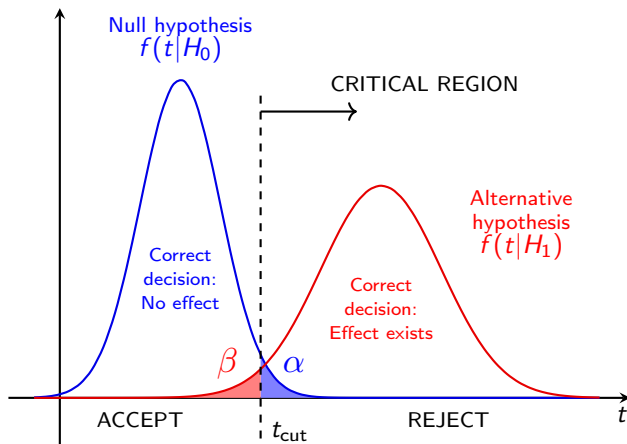 Null hypothesis
f(t|H₀)
CRITICAL REGION
Alternative
hypothesis
f(t|H₁)
Correct
decision:
No effect
Correct
decision:
Effect exists
β
α
t
ACCEPT
t_cut
REJECT